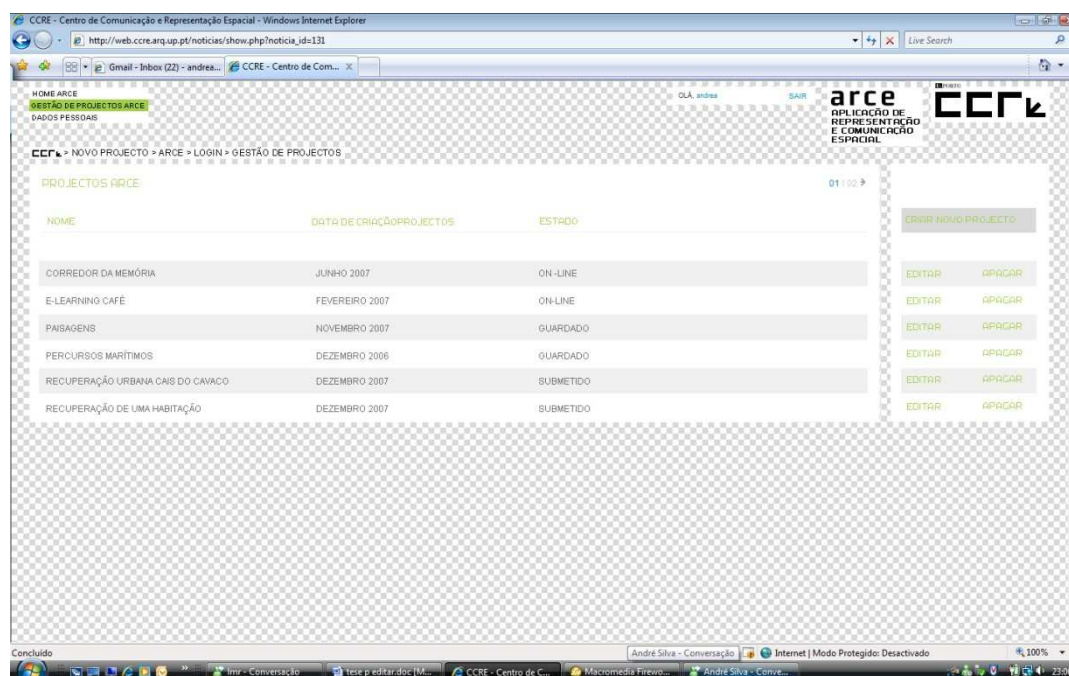 CCRE - Centro de Comunicação e Representação Espacial - Windows Internet Explorer
http://web.ccre.arq.up.pt/noticias/show.php?noticia_id=131
Live Search
Gmail - Inbox (22) - andrea...
CCRE - Centro de Com...
HOME ARCE
GESTÃO DE PROJECTOS ARCE
DADOS PESSOAIS
OLÁ, andrea
SAIR
arce
APLICAÇÃO DE
REPRESENTAÇÃO
E COMUNICAÇÃO
ESPACIAL
ccre
ccre > NOVO PROJECTO > ARCE > LOGIN > GESTÃO DE PROJECTOS
PROJECTOS ARCE
01 | 02
NOME DATA DE CRIAÇÃOPROJECTOS ESTADO
CRIAR NOVO PROJECTO
CORREDOR DA MEMÓRIA JUNHO 2007 ON-LINE EDITAR APAGAR
E-LEARNING CAFÉ FEVEREIRO 2007 ON-LINE EDITAR APAGAR
PAISAGENS NOVEMBRO 2007 GUARDADO EDITAR APAGAR
PERCURSOS MARÍTIMOS DEZEMBRO 2006 GUARDADO EDITAR APAGAR
RECUPERAÇÃO URBANA CAIS DO CAVACO DEZEMBRO 2007 SUBMETIDO EDITAR APAGAR
RECUPERAÇÃO DE UMA HABITAÇÃO DEZEMBRO 2007 SUBMETIDO EDITAR APAGAR
Concluído
André Silva - Conversação
Internet | Modo Protegido: Desactivado
100%
lmr - Conversação
tese p editar.doc [M...
CCRE - Centro de C...
Macromedia Firewo...
André Silva - Conve...
23:0